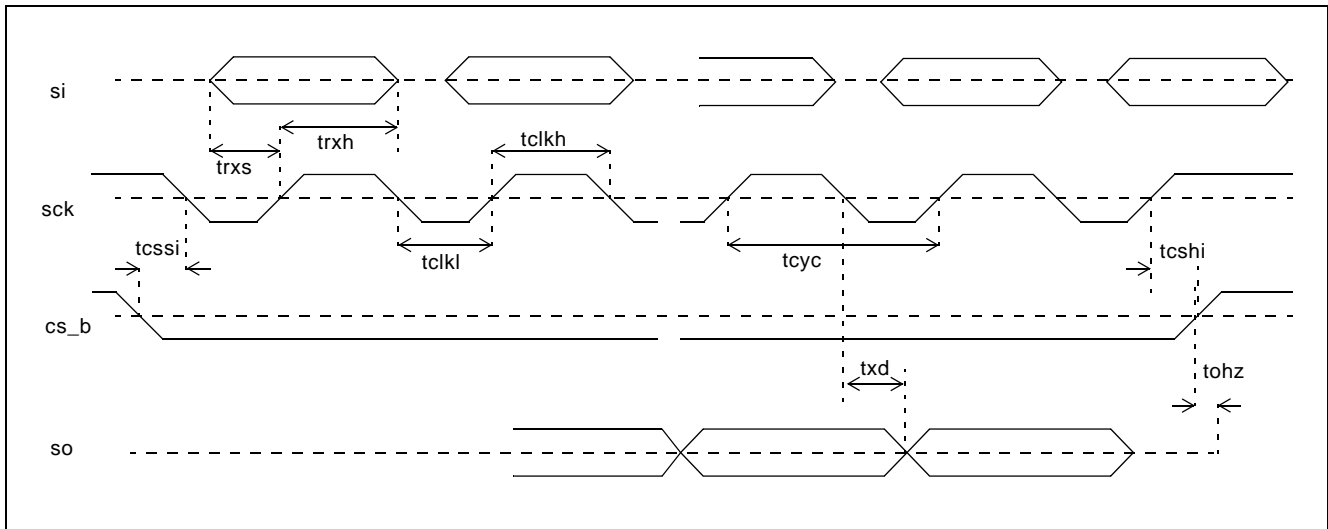 si
trxh
trxs
tclkh
sck
tcssi
tclkl
tcyc
tcshi
cs_b
txd
tohz
so